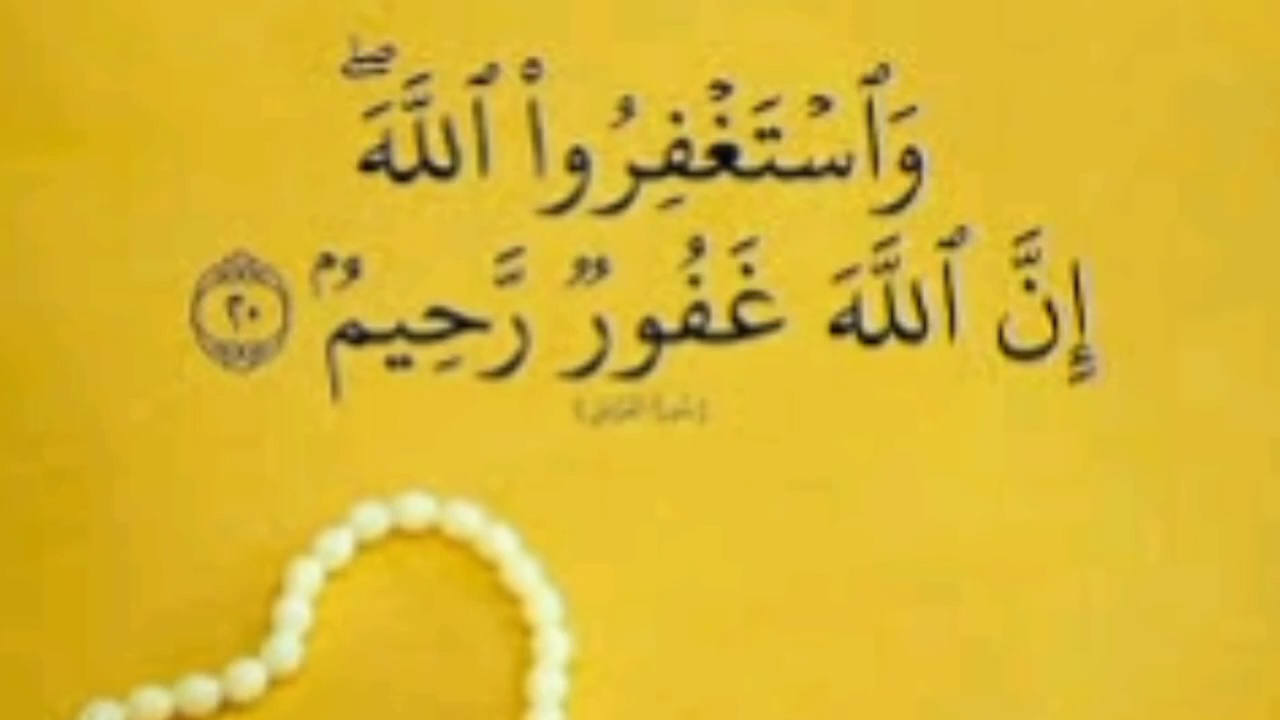 وَٱسْتَغْفِرُوا۟ ٱللَّهَ ۖ
إِنَّ ٱللَّهَ غَفُورٌ رَّحِيمٌۢ ٢٠